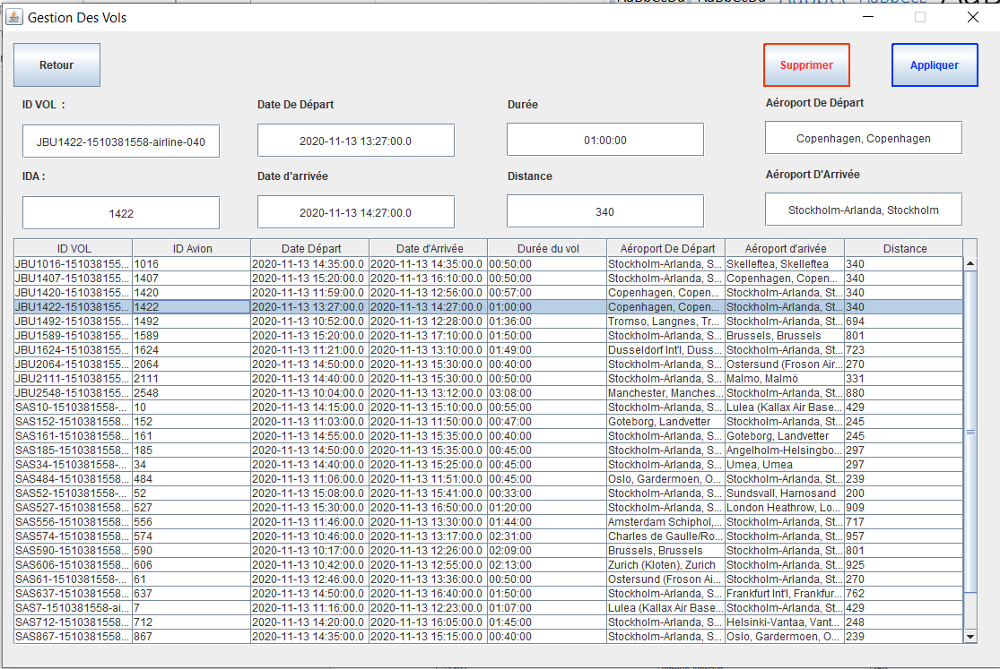 Gestion Des Vols
Retour
Supprimer
Appliquer
ID VOL :
Date De Départ
Durée
Aéroport De Départ
JBU1422-1510381558-airline-040
2020-11-13 13:27:00.0
01:00:00
Copenhagen, Copenhagen
IDA :
Date d'arrivée
Distance
Aéroport D'Arrivée
1422
2020-11-13 14:27:00.0
340
Stockholm-Arlanda, Stockholm
ID VOL ID Avion Date Départ Date d'Arrivée Durée du vol Aéroport De Départ Aéroport d'arivée Distance
JBU1016-151038155... 1016 2020-11-13 14:35:00.0 2020-11-13 14:35:00.0 00:50:00 Stockholm-Arlanda, S... Skelleftea, Skelleftea 340
JBU1407-151038155... 1407 2020-11-13 15:20:00.0 2020-11-13 16:10:00.0 00:50:00 Stockholm-Arlanda, S... Copenhagen, Copen... 340
JBU1420-151038155... 1420 2020-11-13 11:59:00.0 2020-11-13 12:56:00.0 00:57:00 Copenhagen, Copen... Stockholm-Arlanda, St... 340
JBU1422-151038155... 1422 2020-11-13 13:27:00.0 2020-11-13 14:27:00.0 01:00:00 Copenhagen, Copen... Stockholm-Arlanda, St... 340
JBU1492-151038155... 1492 2020-11-13 10:52:00.0 2020-11-13 12:28:00.0 01:36:00 Tromso, Langnes, Tr... Stockholm-Arlanda, St... 694
JBU1589-151038155... 1589 2020-11-13 15:20:00.0 2020-11-13 17:10:00.0 01:50:00 Stockholm-Arlanda, S... Brussels, Brussels 801
JBU1624-151038155... 1624 2020-11-13 11:21:00.0 2020-11-13 13:10:00.0 01:49:00 Dusseldorf Int'l, Duss... Stockholm-Arlanda, St... 723
JBU2064-151038155... 2064 2020-11-13 14:50:00.0 2020-11-13 15:30:00.0 00:40:00 Stockholm-Arlanda, S... Ostersund (Froson Air... 270
JBU2111-151038155... 2111 2020-11-13 14:40:00.0 2020-11-13 15:30:00.0 00:50:00 Stockholm-Arlanda, S... Malmo, Malmö 331
JBU2548-151038155... 2548 2020-11-13 10:04:00.0 2020-11-13 13:12:00.0 03:08:00 Manchester, Manches... Stockholm-Arlanda, St... 880
SAS10-1510381558-... 10 2020-11-13 14:15:00.0 2020-11-13 15:10:00.0 00:55:00 Stockholm-Arlanda, S... Lulea (Kallax Air Base... 429
SAS152-1510381558... 152 2020-11-13 11:03:00.0 2020-11-13 11:50:00.0 00:47:00 Goteborg, Landvetter Stockholm-Arlanda, St... 245
SAS161-1510381558... 161 2020-11-13 14:55:00.0 2020-11-13 15:35:00.0 00:40:00 Stockholm-Arlanda, S... Goteborg, Landvetter 245
SAS185-1510381558... 185 2020-11-13 14:50:00.0 2020-11-13 15:35:00.0 00:45:00 Stockholm-Arlanda, S... Angelholm-Helsingbo... 297
SAS34-1510381558-... 34 2020-11-13 14:40:00.0 2020-11-13 15:25:00.0 00:45:00 Stockholm-Arlanda, S... Umea, Umea 297
SAS484-1510381558... 484 2020-11-13 11:06:00.0 2020-11-13 11:51:00.0 00:45:00 Oslo, Gardermoen, O... Stockholm-Arlanda, St... 239
SAS52-1510381558-... 52 2020-11-13 15:08:00.0 2020-11-13 15:41:00.0 00:33:00 Stockholm-Arlanda, S... Sundsvall, Harnosand 200
SAS527-1510381558... 527 2020-11-13 15:30:00.0 2020-11-13 16:50:00.0 01:20:00 Stockholm-Arlanda, S... London Heathrow, Lo... 909
SAS556-1510381558... 556 2020-11-13 11:46:00.0 2020-11-13 13:30:00.0 01:44:00 Amsterdam Schiphol,... Stockholm-Arlanda, St... 717
SAS574-1510381558... 574 2020-11-13 10:46:00.0 2020-11-13 13:17:00.0 02:31:00 Charles de Gaulle/Ro... Stockholm-Arlanda, St... 957
SAS590-1510381558... 590 2020-11-13 10:17:00.0 2020-11-13 12:26:00.0 02:09:00 Brussels, Brussels Stockholm-Arlanda, St... 801
SAS606-1510381558... 606 2020-11-13 10:42:00.0 2020-11-13 12:55:00.0 02:13:00 Zurich (Kloten), Zurich Stockholm-Arlanda, St... 925
SAS61-1510381558-... 61 2020-11-13 12:46:00.0 2020-11-13 13:36:00.0 00:50:00 Ostersund (Froson Ai... Stockholm-Arlanda, St... 270
SAS637-1510381558... 637 2020-11-13 14:50:00.0 2020-11-13 16:40:00.0 01:50:00 Stockholm-Arlanda, S... Frankfurt Int'l, Frankfur... 762
SAS7-1510381558-ai... 7 2020-11-13 11:16:00.0 2020-11-13 12:23:00.0 01:07:00 Lulea (Kallax Air Base... Stockholm-Arlanda, St... 429
SAS712-1510381558... 712 2020-11-13 14:20:00.0 2020-11-13 16:05:00.0 01:45:00 Stockholm-Arlanda, S... Helsinki-Vantaa, Vant... 248
SAS867-1510381558... 867 2020-11-13 14:35:00.0 2020-11-13 15:15:00.0 00:40:00 Stockholm-Arlanda, S... Oslo, Gardermoen, O... 239